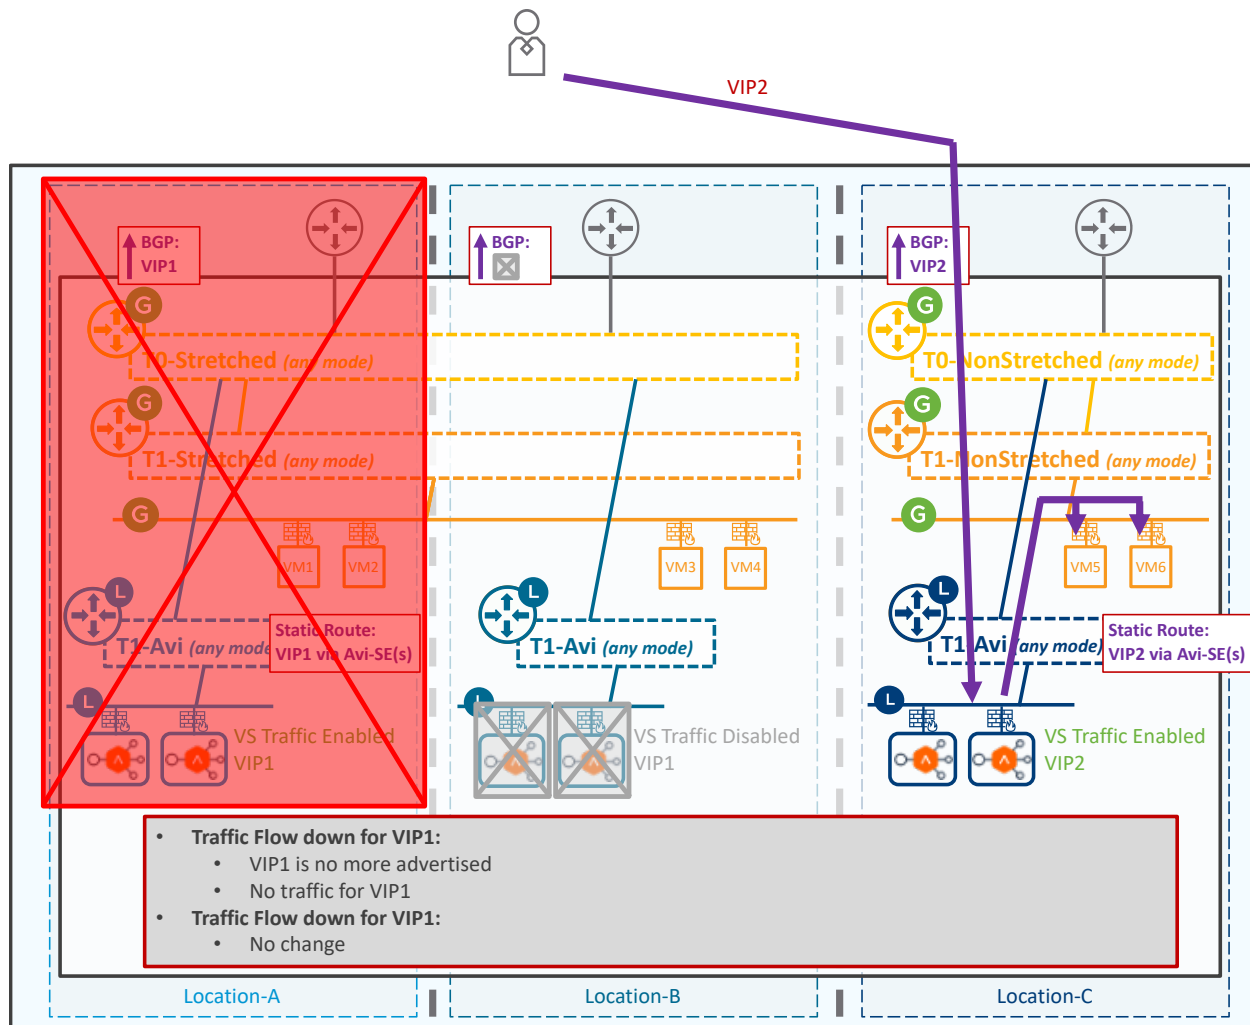 VIP2
BGP:
VIP1
BGP:
BGP:
VIP2
G
G
T0-Stretched (any mode)
T0-NonStretched (any mode)
G
G
T1-Stretched (any mode)
T1-NonStretched (any mode)
G
G
VM1
VM2
VM3
VM4
VM5
VM6
L
L
L
T1-Avi (any mode)
Static Route:
VIP1 via Avi-SE(s)
T1-Avi (any mode)
T1-Avi (any mode)
Static Route:
VIP2 via Avi-SE(s)
L
L
L
VS Traffic Enabled
VIP1
VS Traffic Disabled
VIP1
VS Traffic Enabled
VIP2
• Traffic Flow down for VIP1:
• VIP1 is no more advertised
• No traffic for VIP1
• Traffic Flow down for VIP1:
• No change
Location-A
Location-B
Location-C